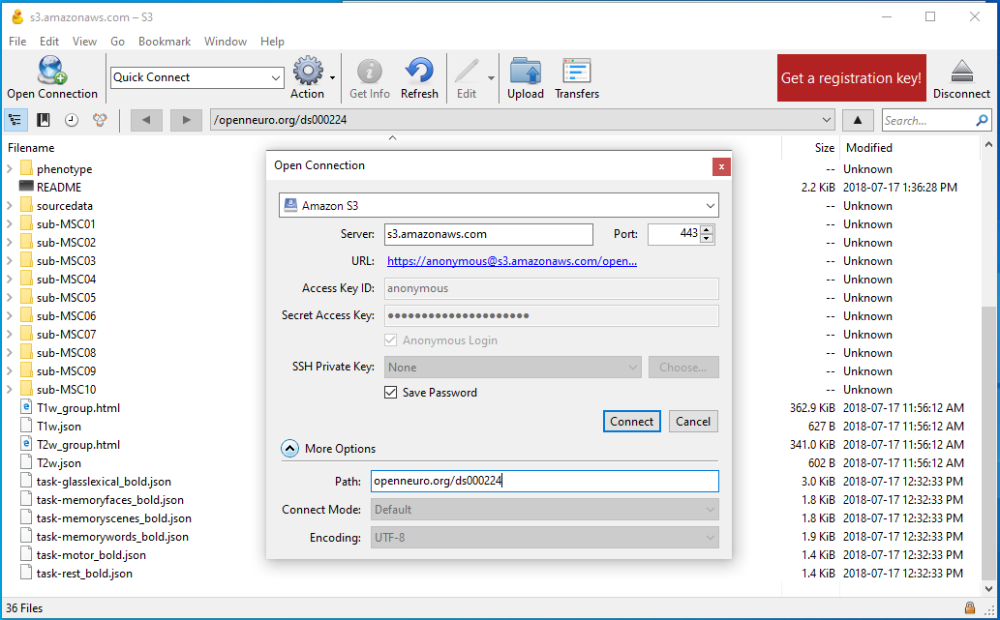 s3.amazonaws.com – S3
File Edit View Go Bookmark Window Help
Open Connection
Quick Connect
Action
Get Info
Refresh
Edit
Upload
Transfers
Get a registration key!
Disconnect
/openneuro.org/ds000224
Search...
Filename Size Modified
phenotype -- Unknown
README 2.2 KiB 2018-07-17 1:36:28 PM
sourcedata -- Unknown
sub-MSC01 -- Unknown
sub-MSC02 -- Unknown
sub-MSC03 -- Unknown
sub-MSC04 -- Unknown
sub-MSC05 -- Unknown
sub-MSC06 -- Unknown
sub-MSC07 -- Unknown
sub-MSC08 -- Unknown
sub-MSC09 -- Unknown
sub-MSC10 -- Unknown
T1w_group.html 362.9 KiB 2018-07-17 11:56:12 AM
T1w.json 627 B 2018-07-17 11:56:12 AM
T2w_group.html 341.0 KiB 2018-07-17 11:56:12 AM
T2w.json 602 B 2018-07-17 11:56:12 AM
task-glasslexical_bold.json 3.0 KiB 2018-07-17 12:32:33 PM
task-memoryfaces_bold.json 1.8 KiB 2018-07-17 12:32:33 PM
task-memoryscenes_bold.json 1.8 KiB 2018-07-17 12:32:33 PM
task-memorywords_bold.json 1.9 KiB 2018-07-17 12:32:33 PM
task-motor_bold.json 1.4 KiB 2018-07-17 12:32:33 PM
task-rest_bold.json 1.4 KiB 2018-07-17 12:32:33 PM
Open Connection
Amazon S3
Server: s3.amazonaws.com Port: 443
URL: https://anonymous@s3.amazonaws.com/open...
Access Key ID: anonymous
Secret Access Key: ●●●●●●●●●●●●●●●●●●●●●
Anonymous Login
SSH Private Key: None Choose...
Save Password
Connect Cancel
More Options
Path: openneuro.org/ds000224
Connect Mode: Default
Encoding: UTF-8
36 Files